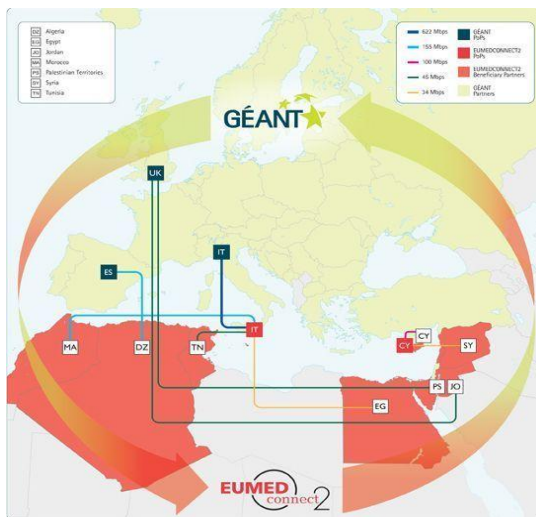 DZ Algeria
EG Egypt
JO Jordan
MA Morocco
PS Palestinian Territories
SY Syria
TN Tunisia
622 Mbps
155 Mbps
100 Mbps
45 Mbps
34 Mbps
GÉANT
PoPs
EUMEDCONNECT2
PoPs
EUMEDCONNECT2
Beneficiary Partners
GÉANT
Partners
GÉANT
UK
IT
ES
IT
MA
DZ
TN
CY
CY
SY
PS
JO
EG
EUMED
connect2